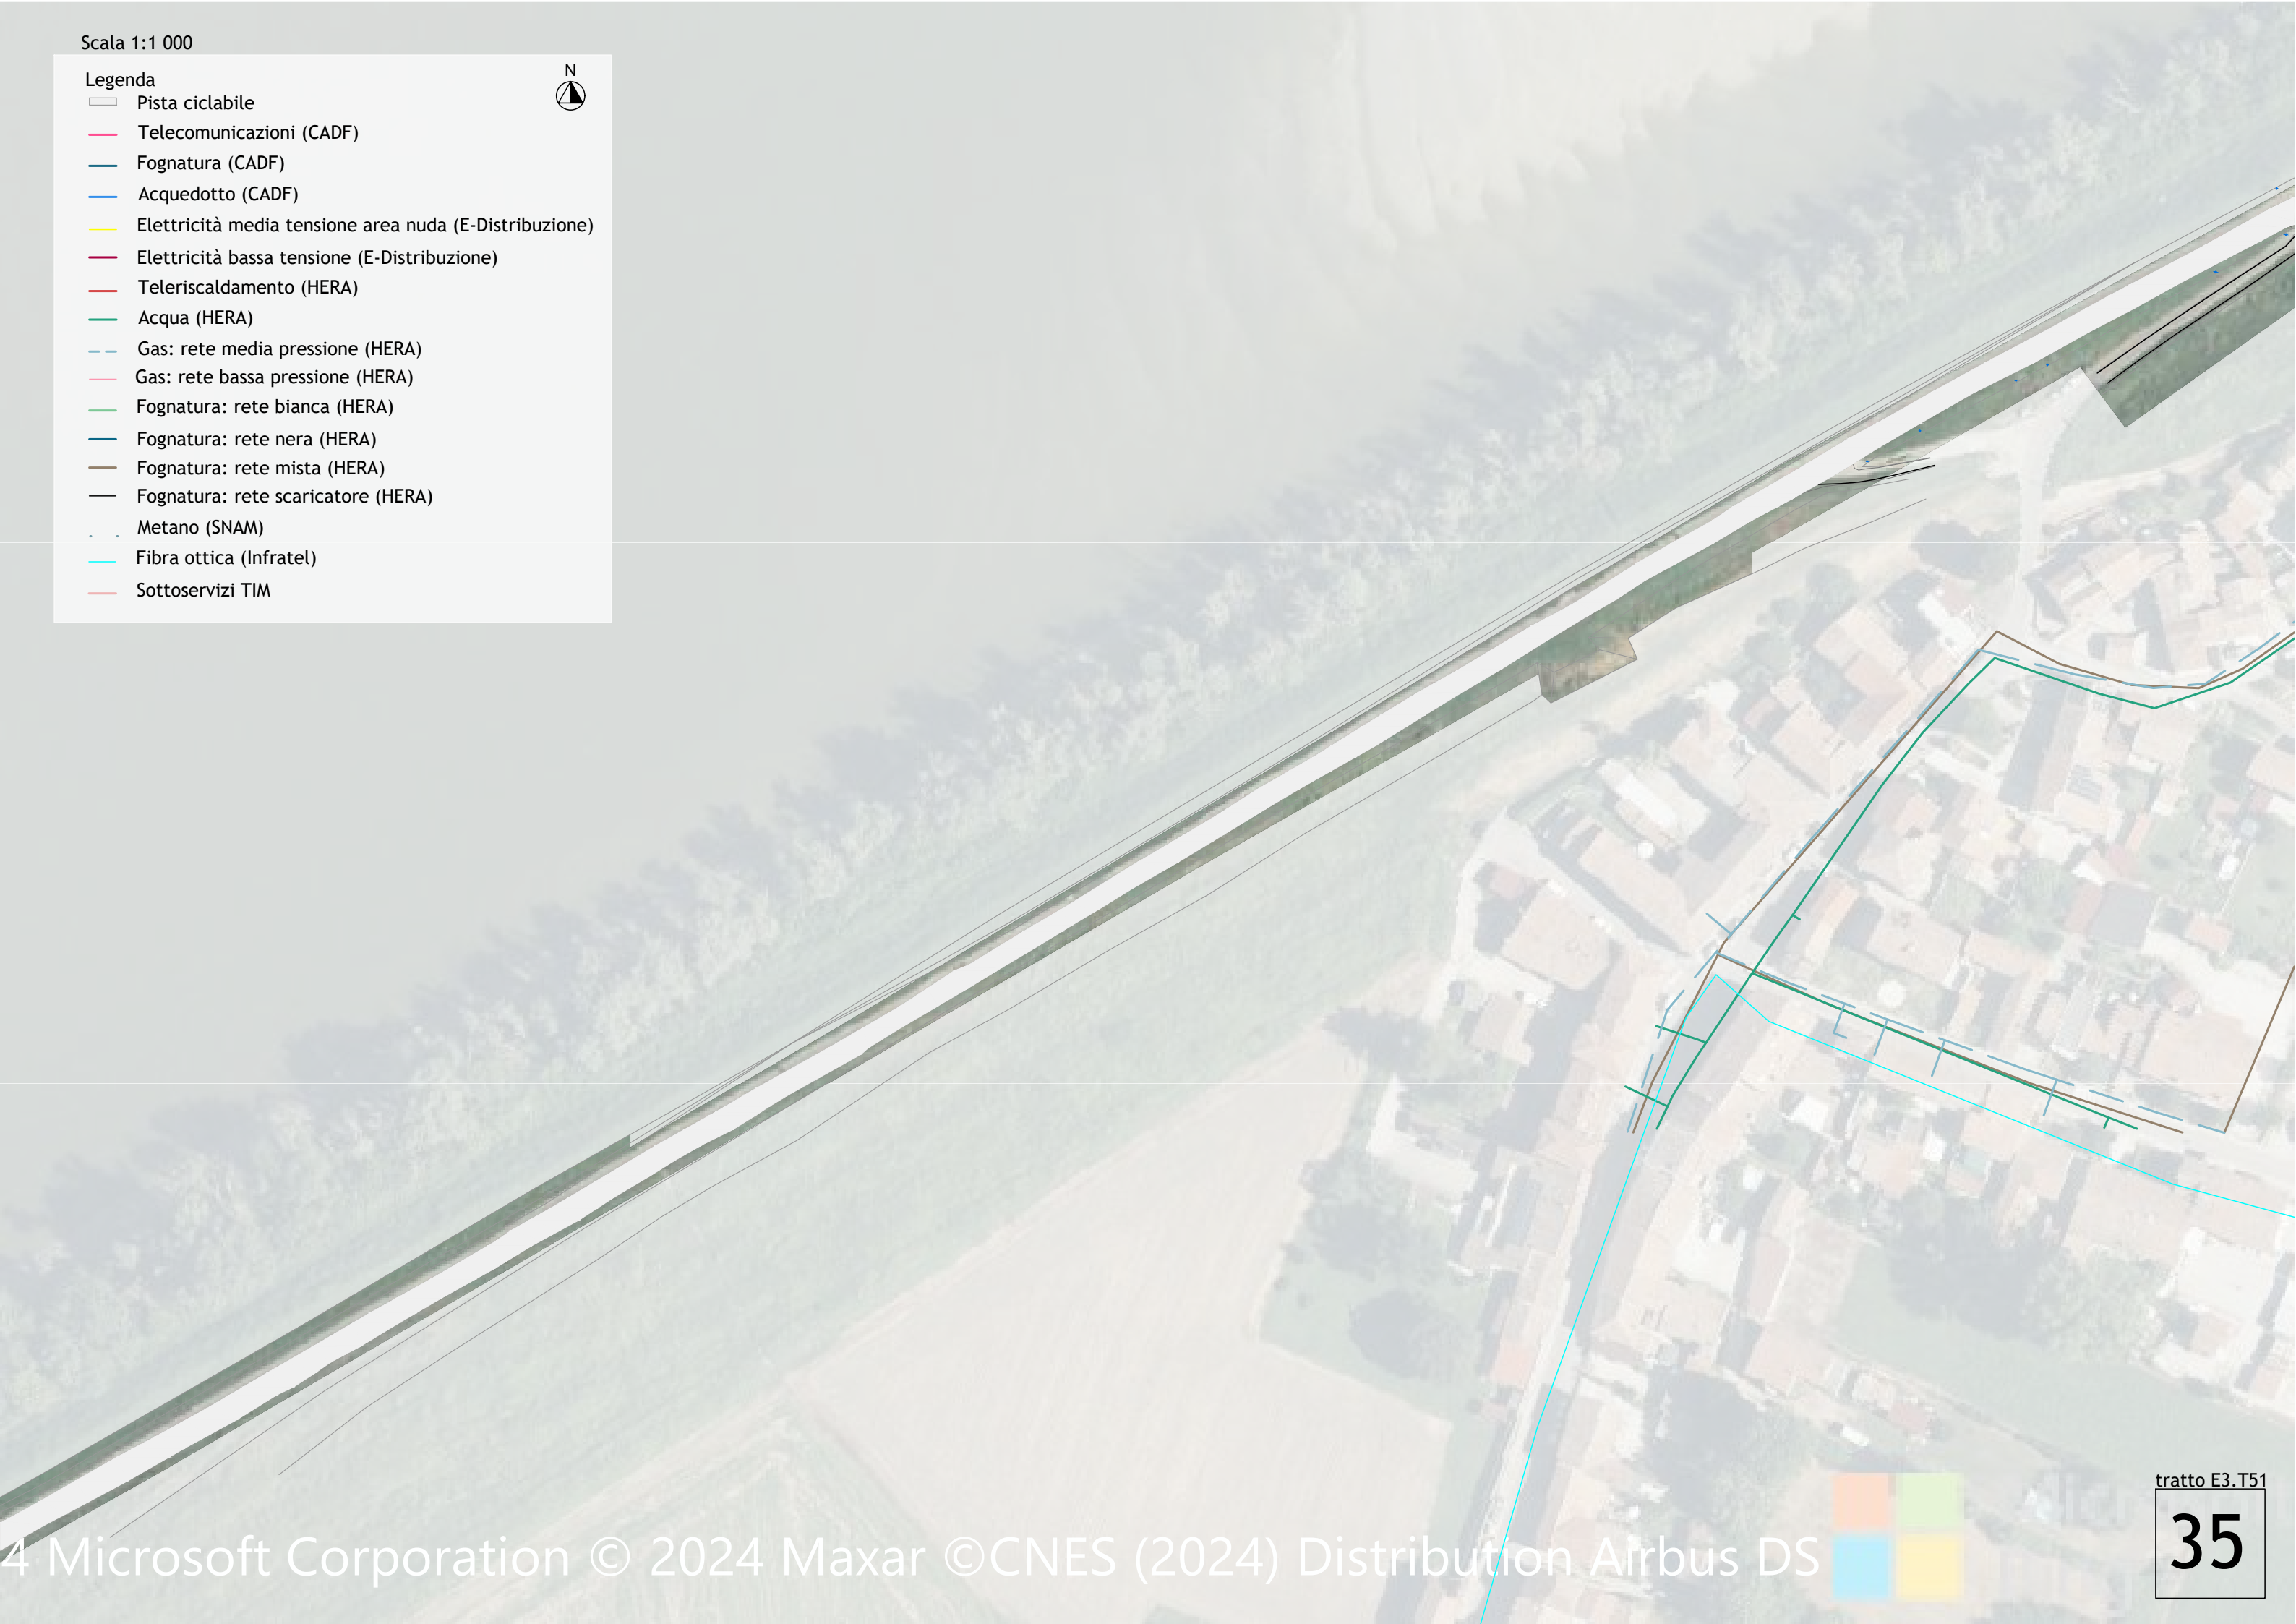 Scala 1:1 000
Legenda
N
Pista ciclabile
Telecomunicazioni (CADF)
Fognatura (CADF)
Acquedotto (CADF)
Elettricità media tensione area nuda (E-Distribuzione)
Elettricità bassa tensione (E-Distribuzione)
Teleriscaldamento (HERA)
Acqua (HERA)
Gas: rete media pressione (HERA)
Gas: rete bassa pressione (HERA)
Fognatura: rete bianca (HERA)
Fognatura: rete nera (HERA)
Fognatura: rete mista (HERA)
Fognatura: rete scaricatore (HERA)
Metano (SNAM)
Fibra ottica (Infratel)
Sottoservizi TIM
tratto E3.T51
35
4 Microsoft Corporation © 2024 Maxar ©CNES (2024) Distribution Airbus DS